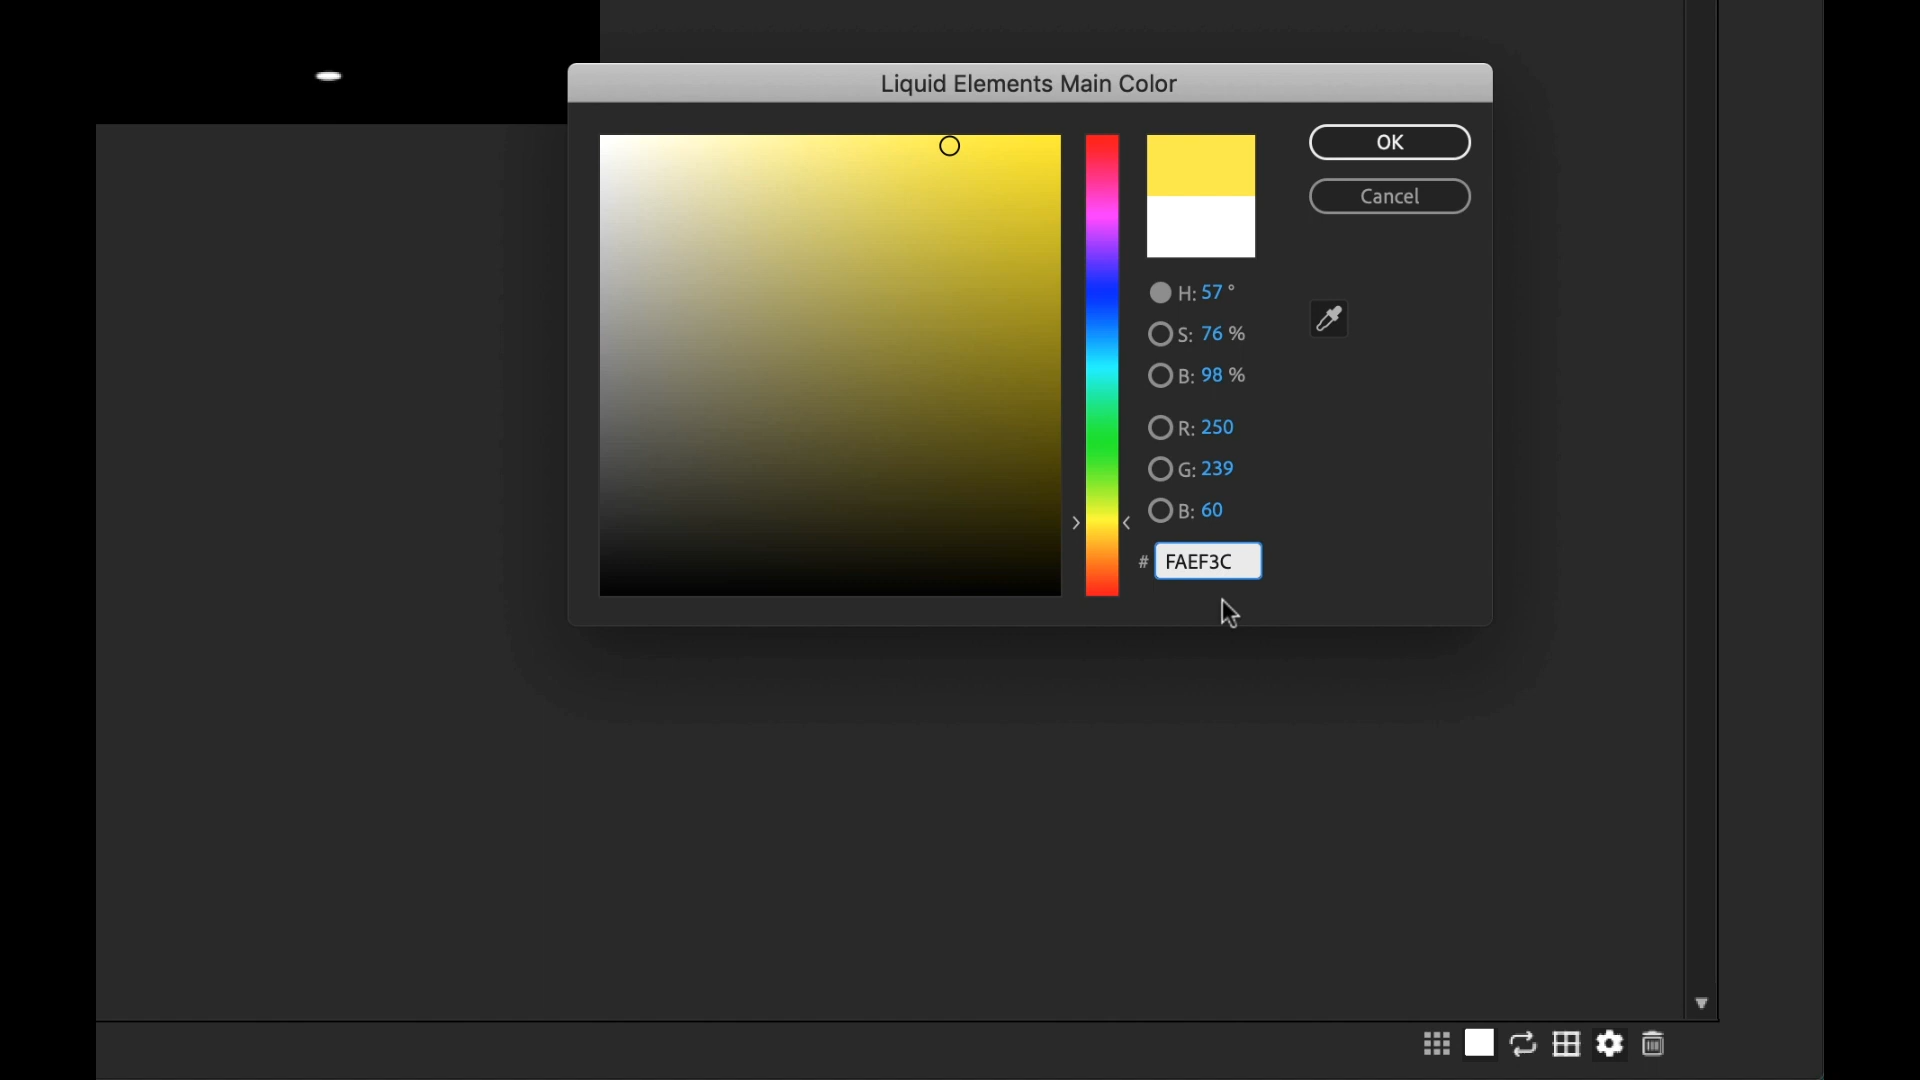 Liquid Elements Main Color
OK
Cancel
H: 57 °
S: 76 %
B: 98 %
R: 250
G: 239
B: 60
# FAEF3C